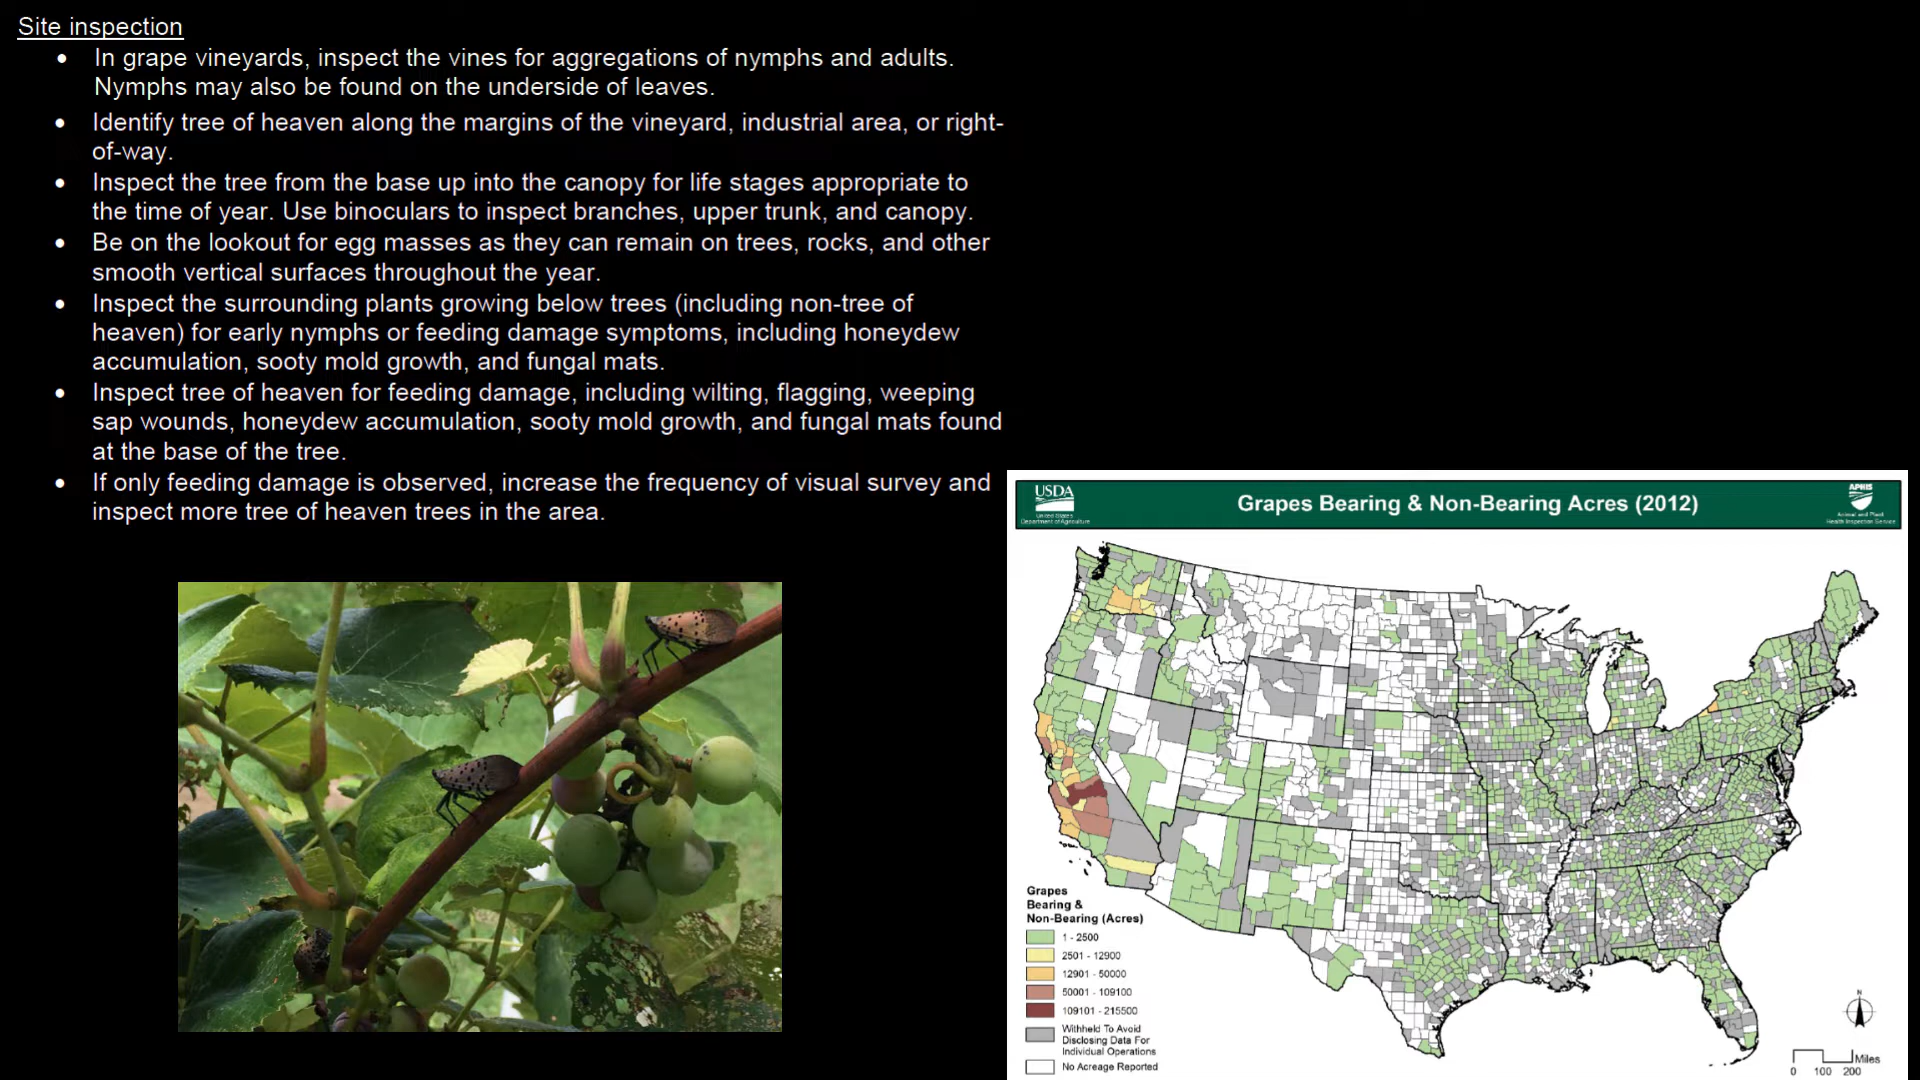 Site inspection
• In grape vineyards, inspect the vines for aggregations of nymphs and adults.
Nymphs may also be found on the underside of leaves.
• Identify tree of heaven along the margins of the vineyard, industrial area, or right-
of-way.
• Inspect the tree from the base up into the canopy for life stages appropriate to
the time of year. Use binoculars to inspect branches, upper trunk, and canopy.
• Be on the lookout for egg masses as they can remain on trees, rocks, and other
smooth vertical surfaces throughout the year.
• Inspect the surrounding plants growing below trees (including non-tree of
heaven) for early nymphs or feeding damage symptoms, including honeydew
accumulation, sooty mold growth, and fungal mats.
• Inspect tree of heaven for feeding damage, including wilting, flagging, weeping
sap wounds, honeydew accumulation, sooty mold growth, and fungal mats found
at the base of the tree.
• If only feeding damage is observed, increase the frequency of visual survey and
inspect more tree of heaven trees in the area.
USDA
United States
Department of Agriculture
Grapes Bearing & Non-Bearing Acres (2012)
APHIS
Animal and Plant
Health Inspection Service
Grapes
Bearing &
Non-Bearing (Acres)
1 - 2500
2501 - 12900
12901 - 50000
50001 - 109100
109101 - 215500
Withheld To Avoid
Disclosing Data For
Individual Operations
No Acreage Reported
N
Miles
0 100 200